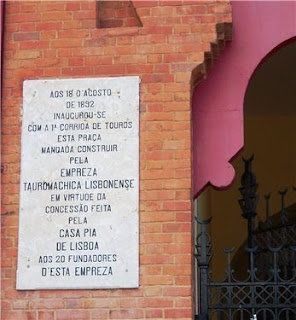 AOS 18 D'AGOSTO
DE 1892
INAUGUROU-SE
COM A 1ª CORRIDA DE TOUROS
ESTA PRAÇA
MANDADA CONSTRUIR
PELA
EMPREZA
TAUROMACHICA LISBONENSE
EM VIRTUDE DA
CONCESSÃO FEITA
PELA
CASA PIA
DE LISBOA
AOS 20 FUNDADORES
D'ESTA EMPREZA